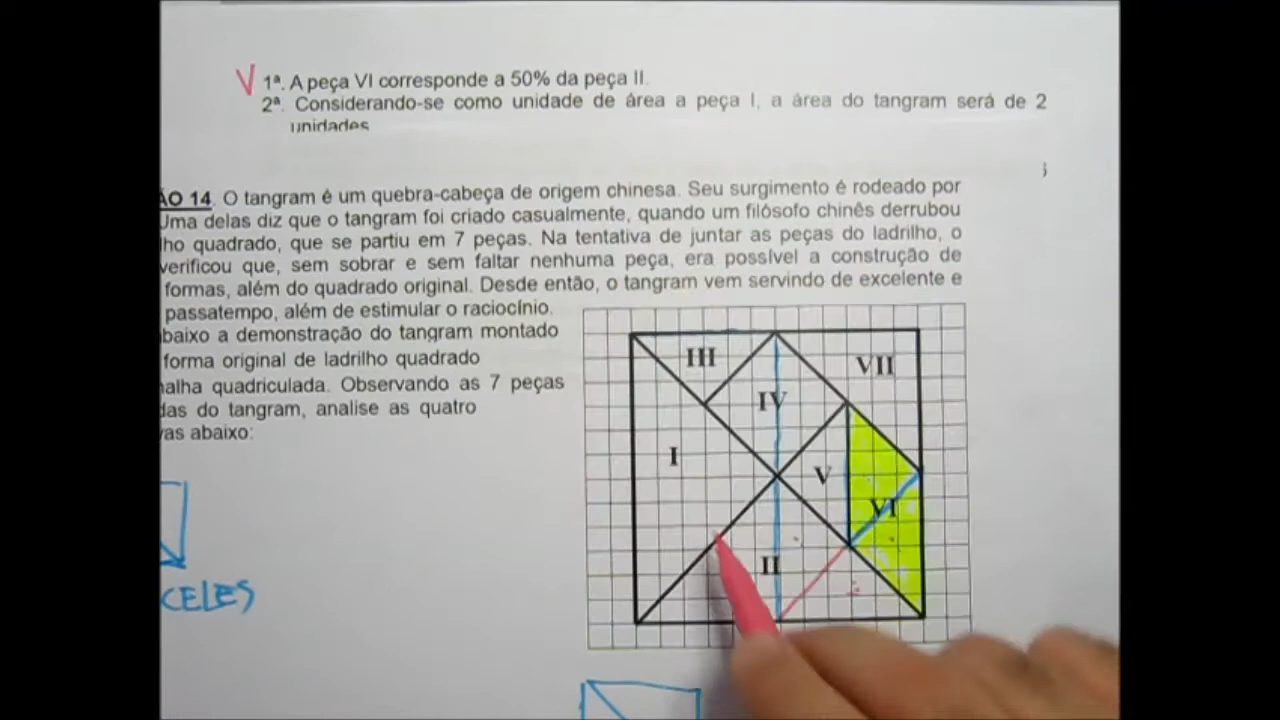 V 1ª. A peça VI corresponde a 50% da peça II.
2ª. Considerando-se como unidade de área a peça I, a área do tangram será de 2
unidades
ÃO 14. O tangram é um quebra-cabeça de origem chinesa. Seu surgimento é rodeado por
Uma delas diz que o tangram foi criado casualmente, quando um filósofo chinês derrubou
lho quadrado, que se partiu em 7 peças. Na tentativa de juntar as peças do ladrilho, o
verificou que, sem sobrar e sem faltar nenhuma peça, era possível a construção de
formas, além do quadrado original. Desde então, o tangram vem servindo de excelente e
passatempo, além de estimular o raciocínio.
baixo a demonstração do tangram montado
forma original de ladrilho quadrado
alha quadriculada. Observando as 7 peças
das do tangram, analise as quatro
vas abaixo:
III
VII
IV
I
V
VI
II
CELES